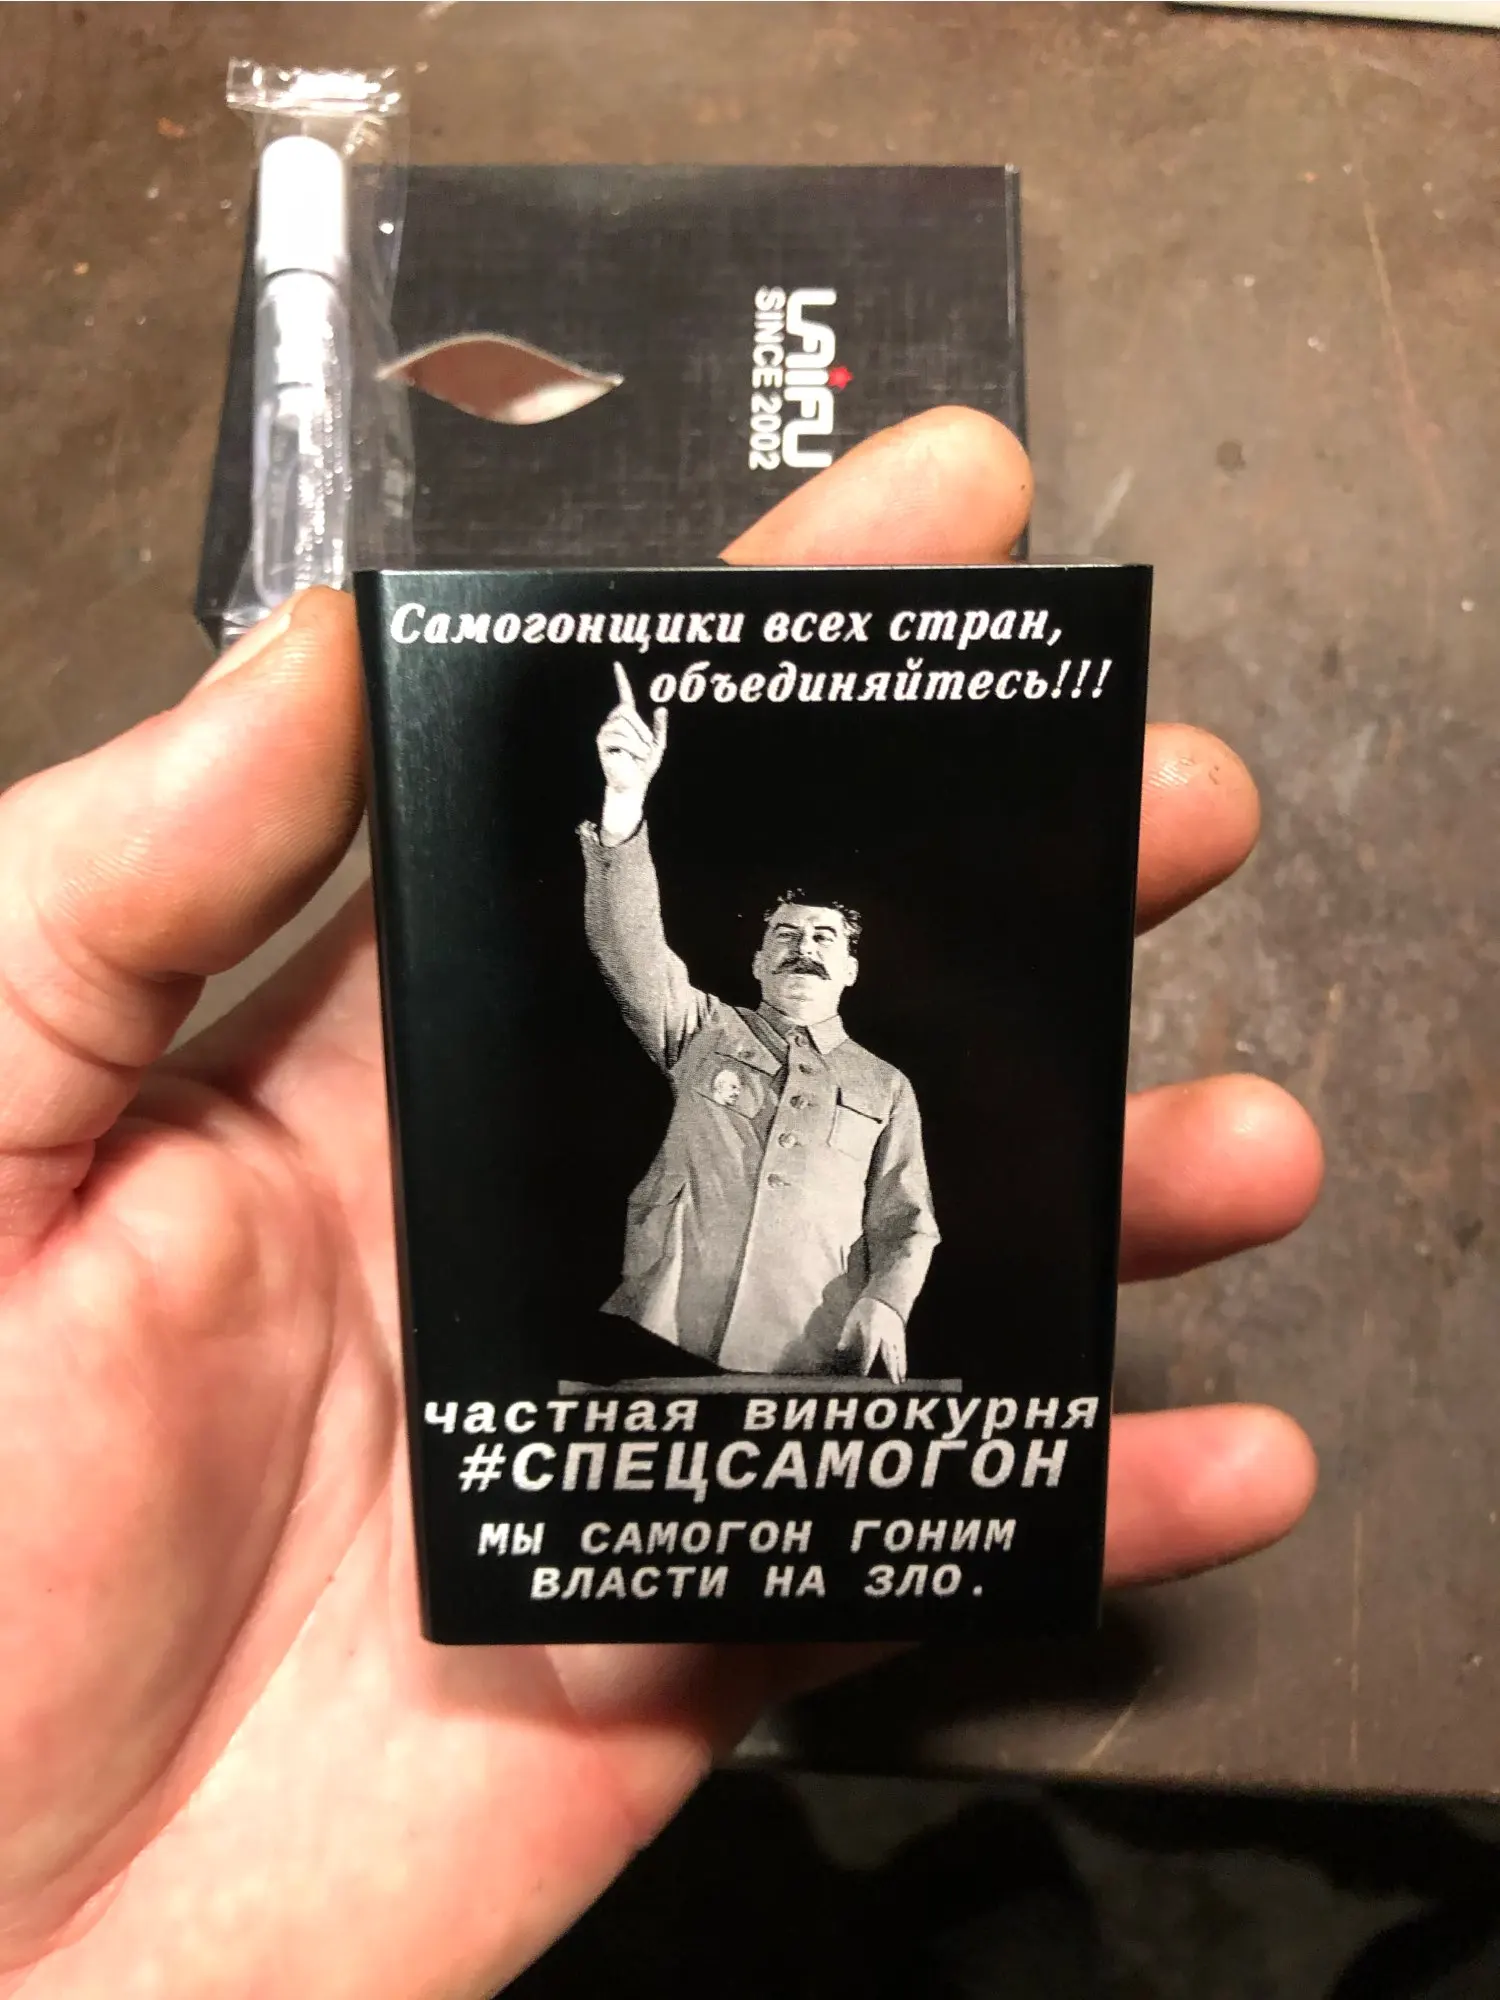 LAIFU
SINCE 2002
Самогонщики всех стран,
объединяйтесь!!!
частная винокурня
#СПЕЦСАМОГОН
МЫ САМОГОН ГОНИМ
ВЛАСТИ НА ЗЛО.